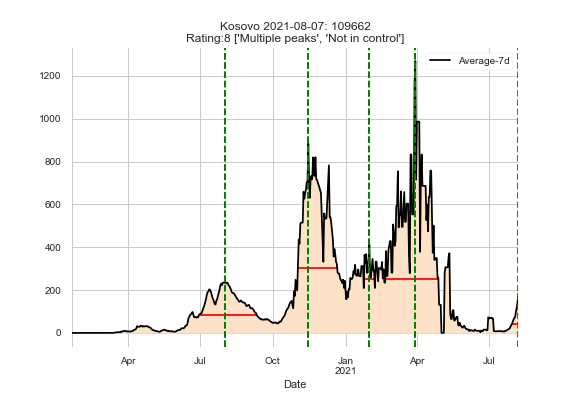 Kosovo 2021-08-07: 109662
Rating:8 ['Multiple peaks', 'Not in control']
Average-7d
1200
1000
800
600
400
200
0
Apr
Jul
Oct
Jan
2021
Apr
Jul
Date